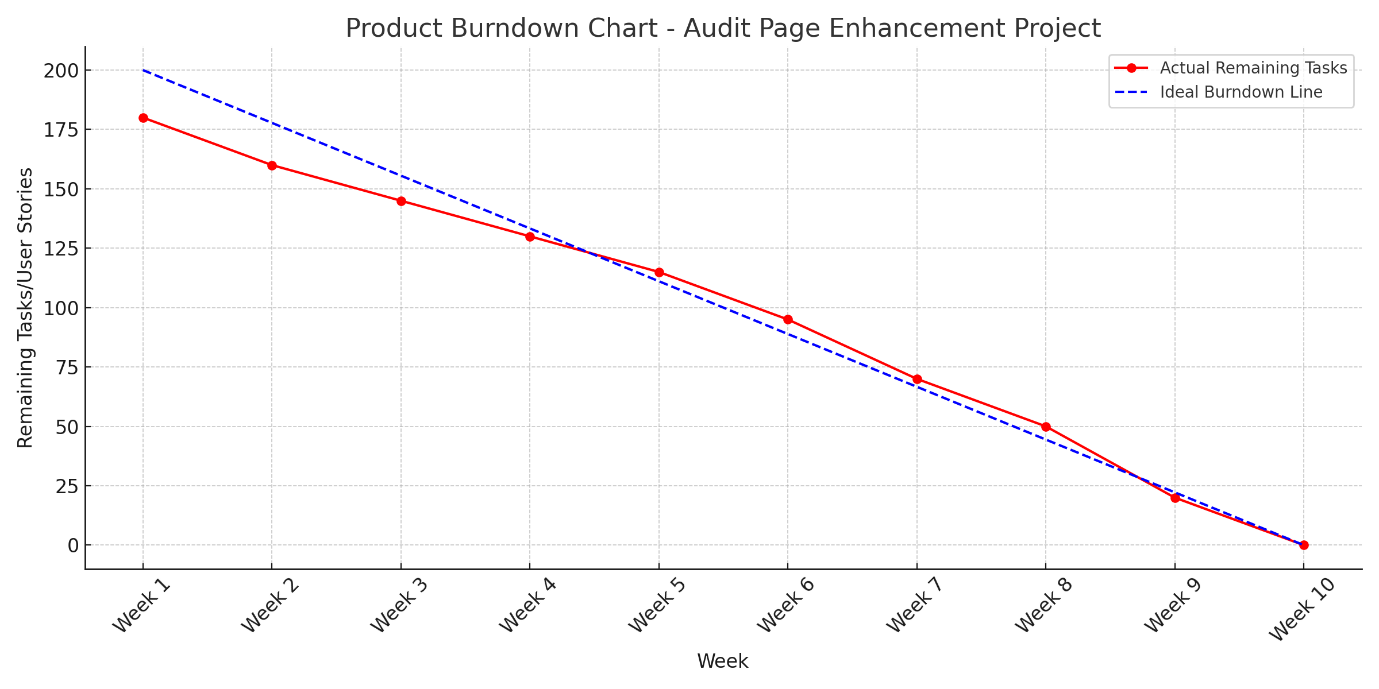 Product Burndown Chart - Audit Page Enhancement Project
Actual Remaining Tasks
Ideal Burndown Line
Remaining Tasks/User Stories
200
175
150
125
100
75
50
25
0
Week 1
Week 2
Week 3
Week 4
Week 5
Week 6
Week 7
Week 8
Week 9
Week 10
Week